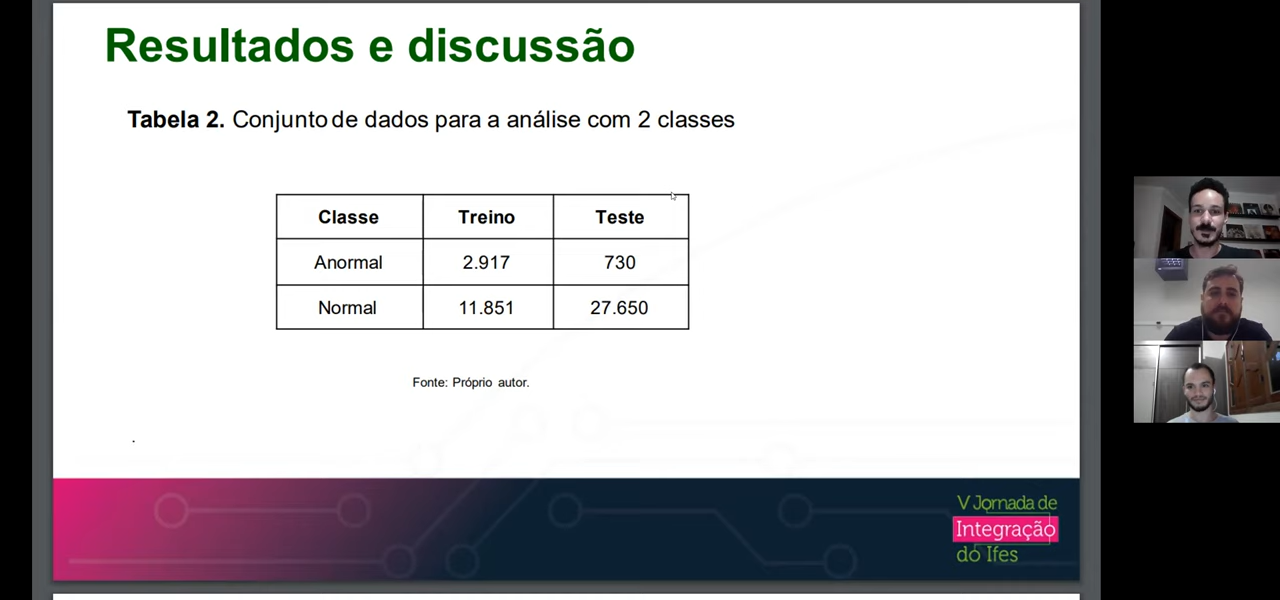 Resultados e discussão
Tabela 2. Conjunto de dados para a análise com 2 classes
Classe Treino Teste
Anormal 2.917 730
Normal 11.851 27.650
Fonte: Próprio autor.
.
V Jornada de
Integração
do Ifes